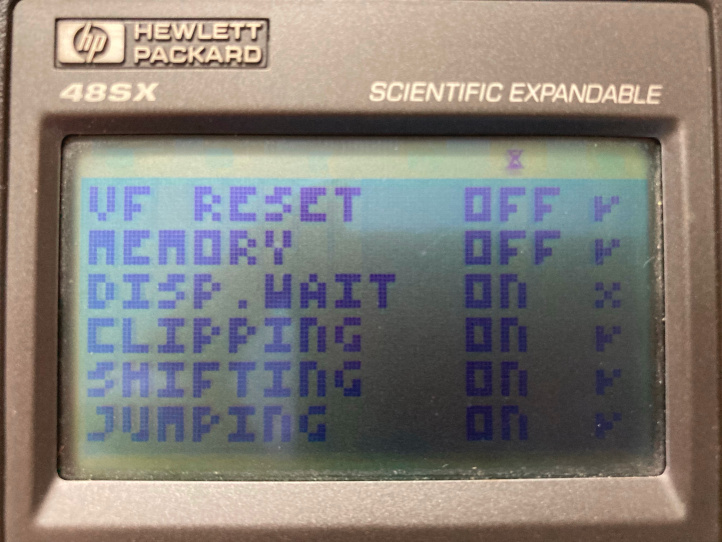 hp HEWLETT
PACKARD
48SX SCIENTIFIC EXPANDABLE
VF RESET OFF r
MEMORY OFF r
DISP.WAIT ON x
CLIPPING ON r
SHIFTING ON r
JUMPING ON r